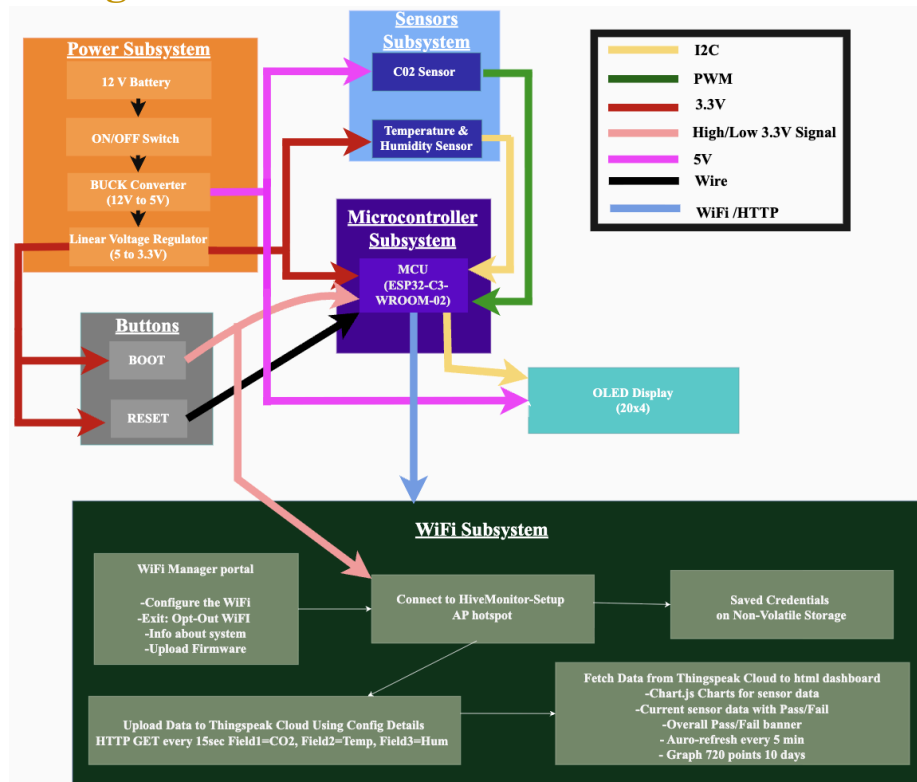 Power Subsystem
12 V Battery
ON/OFF Switch
BUCK Converter
(12V to 5V)
Linear Voltage Regulator
(5 to 3.3V)
Sensors
Subsystem
C02 Sensor
Temperature &
Humidity Sensor
I2C
PWM
3.3V
High/Low 3.3V Signal
5V
Wire
WiFi /HTTP
Microcontroller
Subsystem
MCU
(ESP32-C3-
WROOM-02)
Buttons
BOOT
RESET
OLED Display
(20x4)
WiFi Subsystem
WiFi Manager portal
-Configure the WiFi
-Exit: Opt-Out WiFI
-Info about system
-Upload Firmware
Connect to HiveMonitor-Setup
AP hotspot
Saved Credentials
on Non-Volatile Storage
Upload Data to Thingspeak Cloud Using Config Details
HTTP GET every 15sec Field1=CO2, Field2=Temp, Field3=Hum
Fetch Data from Thingspeak Cloud to html dashboard
-Chart.js Charts for sensor data
-Current sensor data with Pass/Fail
-Overall Pass/Fail banner
- Auro-refresh every 5 min
- Graph 720 points 10 days